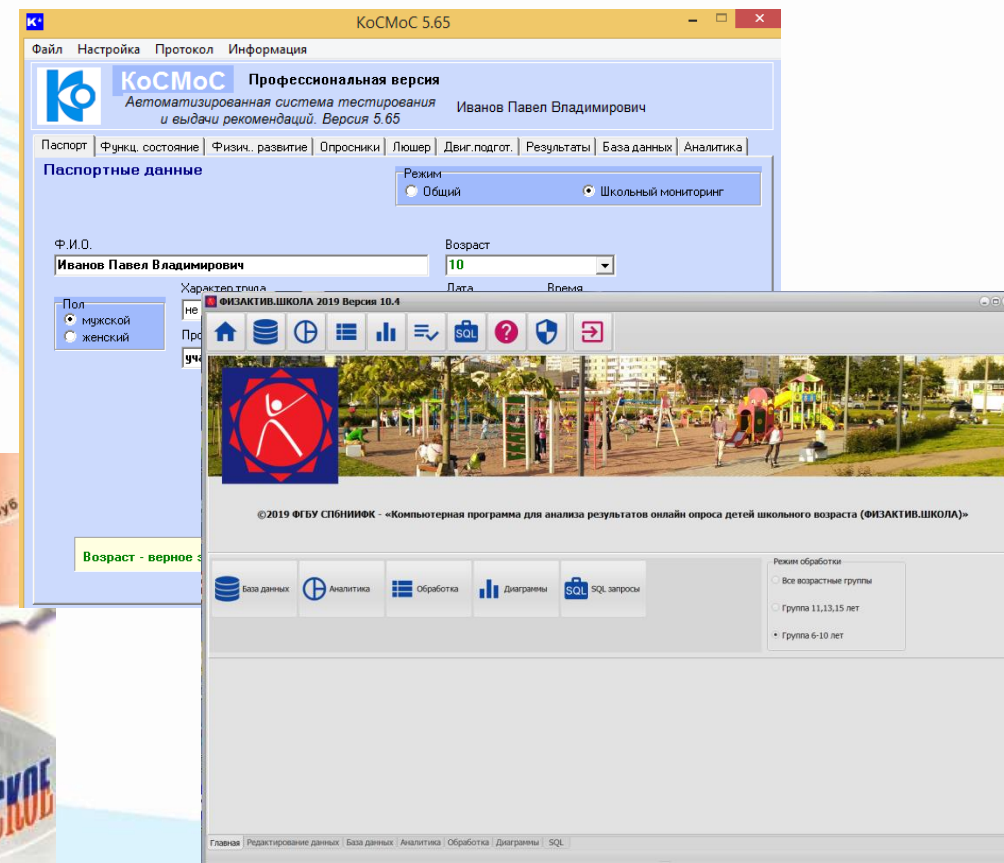 КоСМоС 5.65
Файл Настройка Протокол Информация
КоСМоС Профессиональная версия
Автоматизированная система тестирования
и выдачи рекомендаций. Версия 5.65
Иванов Павел Владимирович
Паспорт Функц. состояние Физич.. развитие Опросники Люшер Двиг.подгот. Результаты База данных Аналитика
Паспортные данные
Режим
Общий Школьный мониторинг
Ф.И.О. Возраст
Иванов Павел Владимирович 10
Характер труда Дата Время
Пол
мужской
не
женский
Возраст - верное
ФИЗАКТИВ.ШКОЛА 2019 Версия 10.4
SQL
©2019 ФГБУ СПбНИИФК - «Компьютерная программа для анализа результатов онлайн опроса детей школьного возраста (ФИЗАКТИВ.ШКОЛА)»
База данных Аналитика Обработка Диаграммы SQL SQL запросы
Режим обработки
Все возрастные группы
Группа 11,13,15 лет
Группа 6-10 лет
Главная Редактирование данных База данных Аналитика Обработка Диаграммы SQL